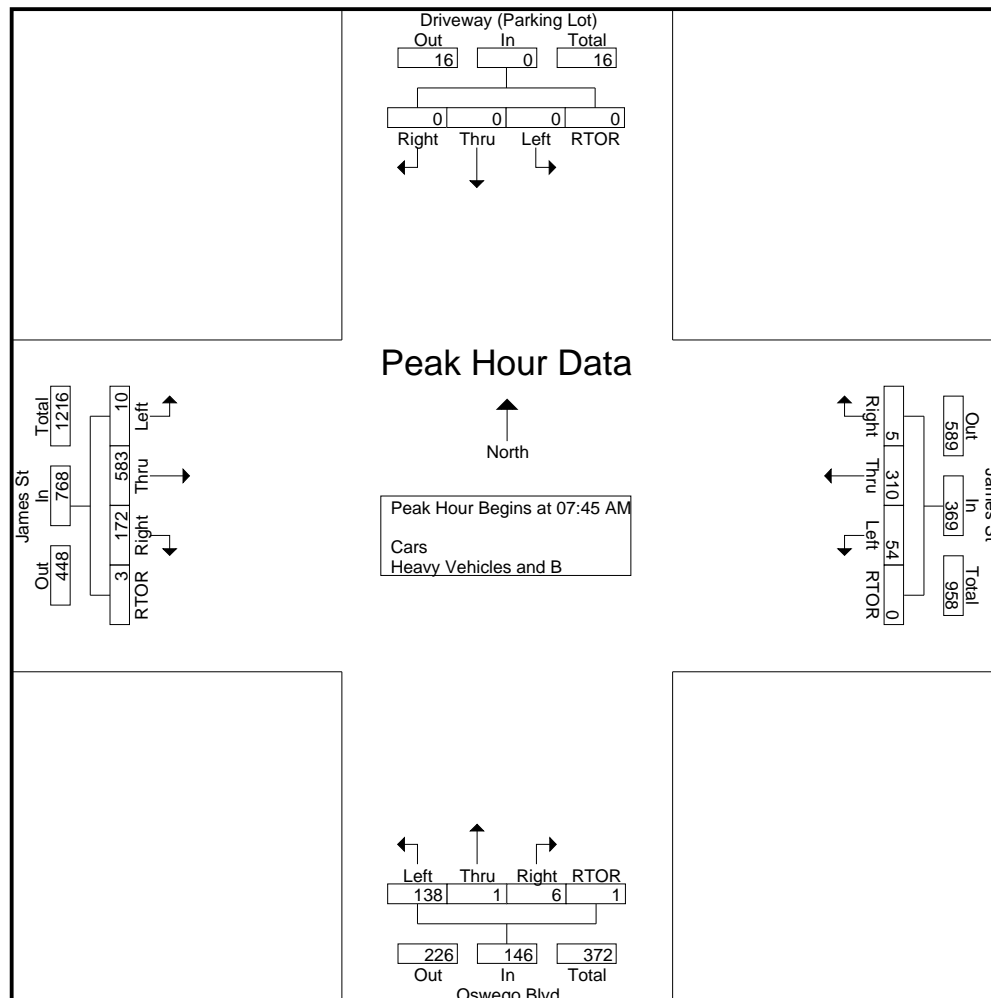 Driveway (Parking Lot)
Out In Total
16 0 16
0 0 0 0
Right Thru Left RTOR
Peak Hour Data
North
Peak Hour Begins at 07:45 AM
Cars
Heavy Vehicles and B
James St
Total In Out
1216 768 448
10 583 172 3
Left Thru Right RTOR
James St
Out In Total
589 369 958
5 310 54 0
Right Thru Left RTOR
Left Thru Right RTOR
138 1 6 1
226 146 372
Out In Total
Oswego Blvd